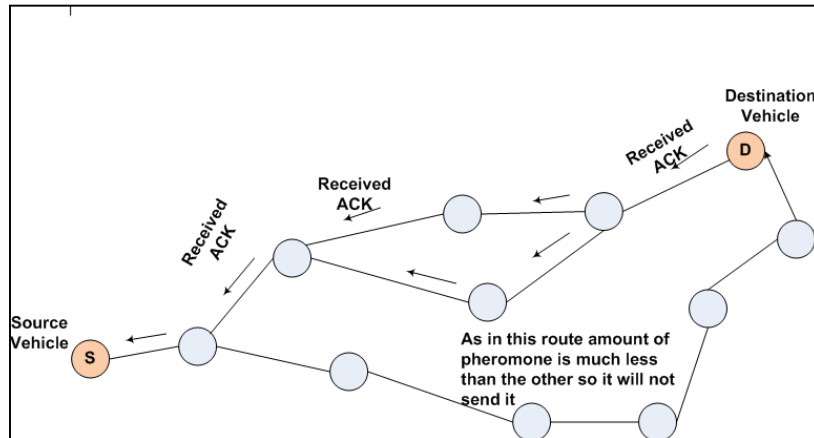 Destination
Vehicle
D
Received
ACK
Received
ACK
Received
ACK
Source
Vehicle
S
As in this route amount of
pheromone is much less
than the other so it will not
send it